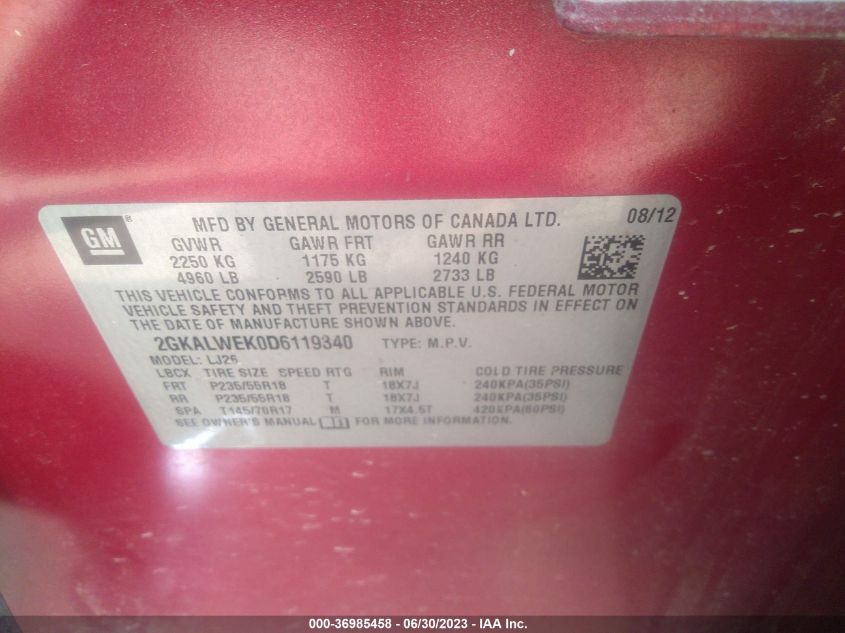 GM ® MFD BY GENERAL MOTORS OF CANADA LTD. 08/12
GVWR GAWR FRT GAWR RR
2250 KG 1175 KG 1240 KG
4960 LB 2590 LB 2733 LB
THIS VEHICLE CONFORMS TO ALL APPLICABLE U.S. FEDERAL MOTOR
VEHICLE SAFETY AND THEFT PREVENTION STANDARDS IN EFFECT ON
THE DATE OF MANUFACTURE SHOWN ABOVE.
2GKALWEK0D6119340 TYPE: M.P.V.
MODEL: LJ26
LBCX TIRE SIZE SPEED RTG RIM COLD TIRE PRESSURE
FRT P235/55R18 T 18X7J 240KPA(35PSI)
RR P235/55R18 T 18X7J 240KPA(35PSI)
SPA T145/70R17 M 17X4.5T 420KPA(60PSI)
SEE OWNER'S MANUAL FOR MORE INFORMATION.
000-36985458 - 06/30/2023 - IAA Inc.